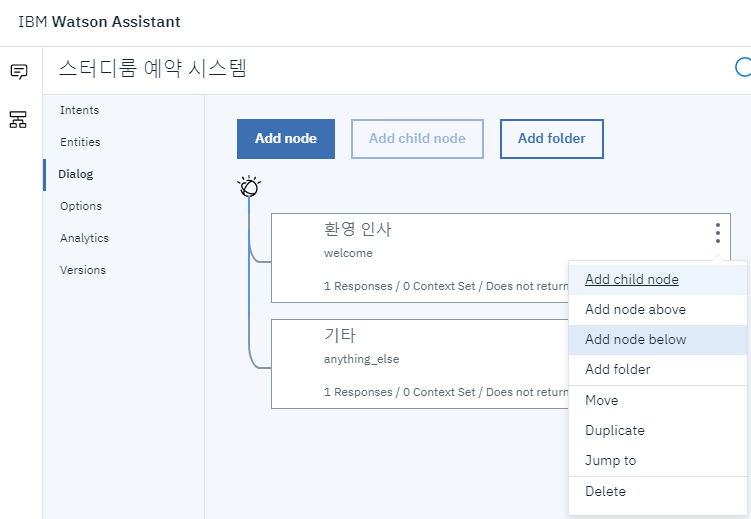 IBM Watson Assistant
스터디룸 예약 시스템
Intents
Entities
Dialog
Options
Analytics
Versions
Add node
Add child node
Add folder
환영 인사
welcome
1 Responses / 0 Context Set / Does not return
기타
anything_else
1 Responses / 0 Context Set / Does not return
Add child node
Add node above
Add node below
Add folder
Move
Duplicate
Jump to
Delete